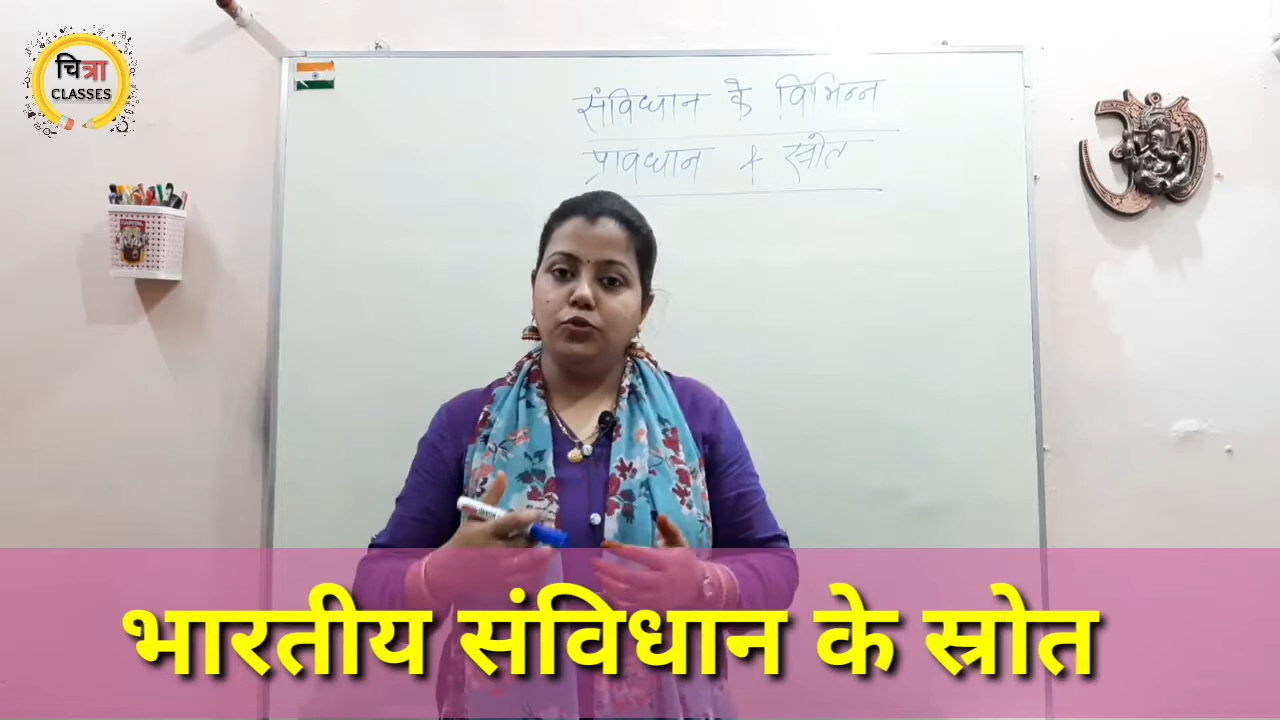 चित्रा
CLASSES
संविधान के विभिन्न
प्रावधान + स्त्रोत
भारतीय संविधान के स्रोत